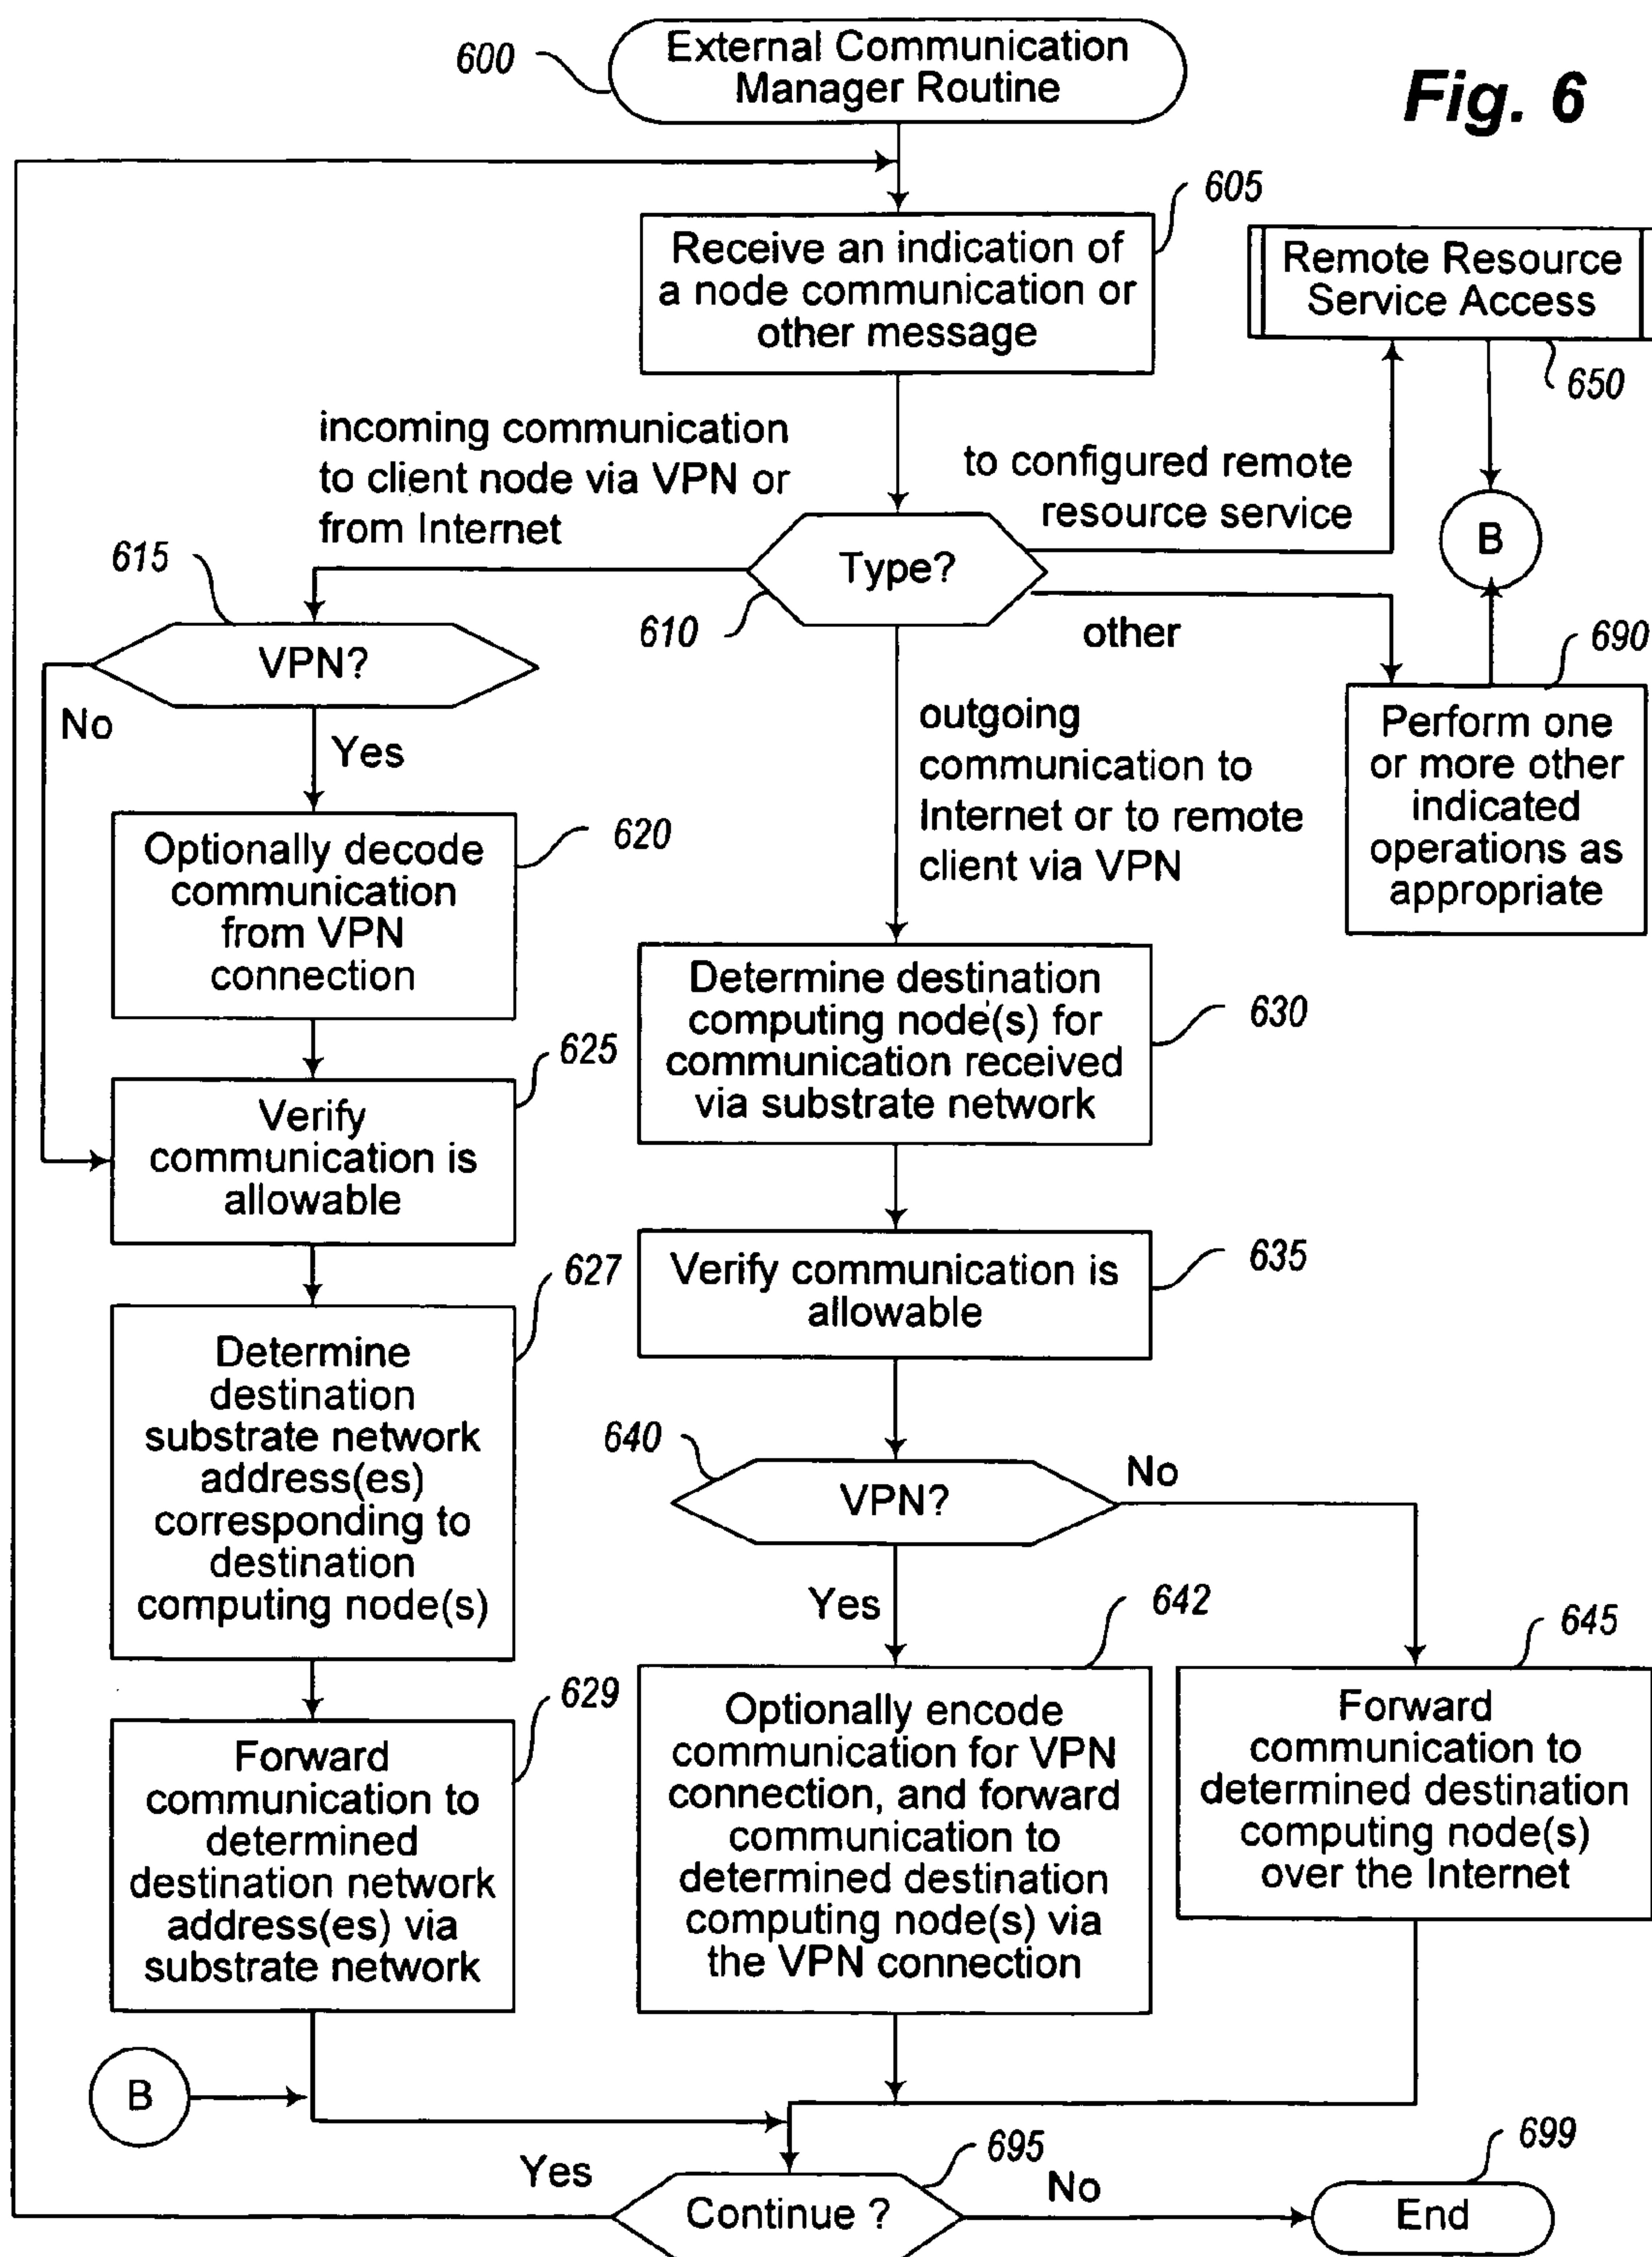 Fig. 6
600
External Communication
Manager Routine
605
Receive an indication of
a node communication or
other message
Remote Resource
Service Access
650
incoming communication
to client node via VPN or
from Internet
to configured remote
resource service
B
615
Type?
610
other
VPN?
No
Yes
690
Perform one
or more other
indicated
operations as
appropriate
outgoing
communication to
Internet or to remote
client via VPN
Optionally decode
communication
from VPN
connection
620
Determine destination
computing node(s) for
communication received
via substrate network
630
625
Verify
communication is
allowable
Verify communication is
allowable
635
627
Determine
destination
substrate network
address(es)
corresponding to
destination
computing node(s)
640
VPN?
No
Yes
642
645
Optionally encode
communication for VPN
connection, and forward
communication to
determined destination
computing node(s) via
the VPN connection
Forward
communication to
determined destination
computing node(s)
over the Internet
629
Forward
communication to
determined
destination network
address(es) via
substrate network
B
695
Yes
Continue ?
No
699
End